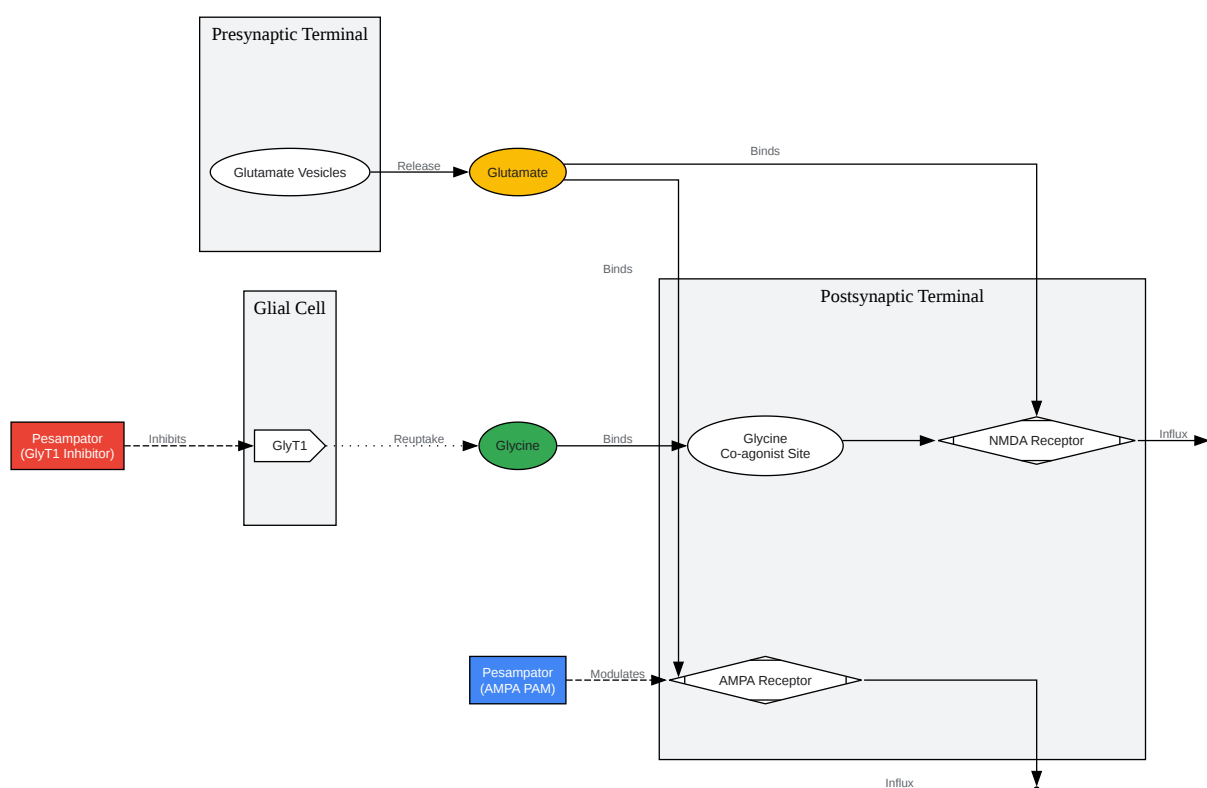 Presynaptic Terminal
Glutamate Vesicles
Release
Glutamate
Binds
Binds
Postsynaptic Terminal
Glial Cell
Pesampator
(GlyT1 Inhibitor)
Inhibits
GlyT1
Reuptake
Glycine
Binds
Glycine
Co-agonist Site
NMDA Receptor
Influx
Pesampator
(AMPA PAM)
Modulates
AMPA Receptor
Influx